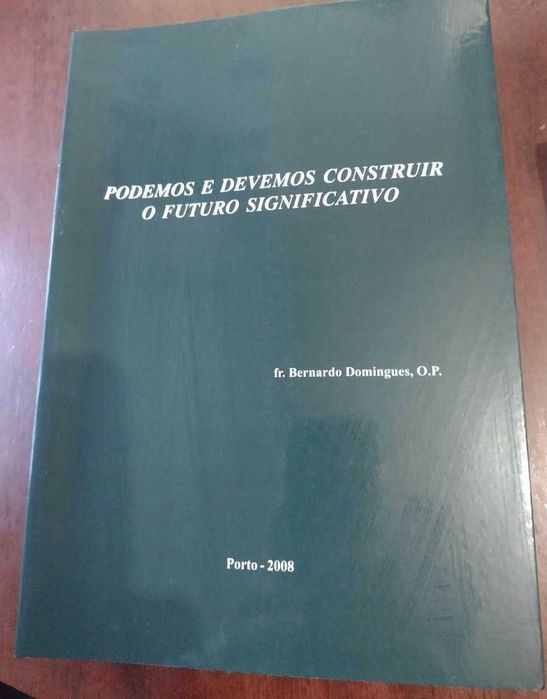 PODEMOS E DEVEMOS CONSTRUIR
O FUTURO SIGNIFICATIVO
fr. Bernardo Domingues, O.P.
Porto - 2008